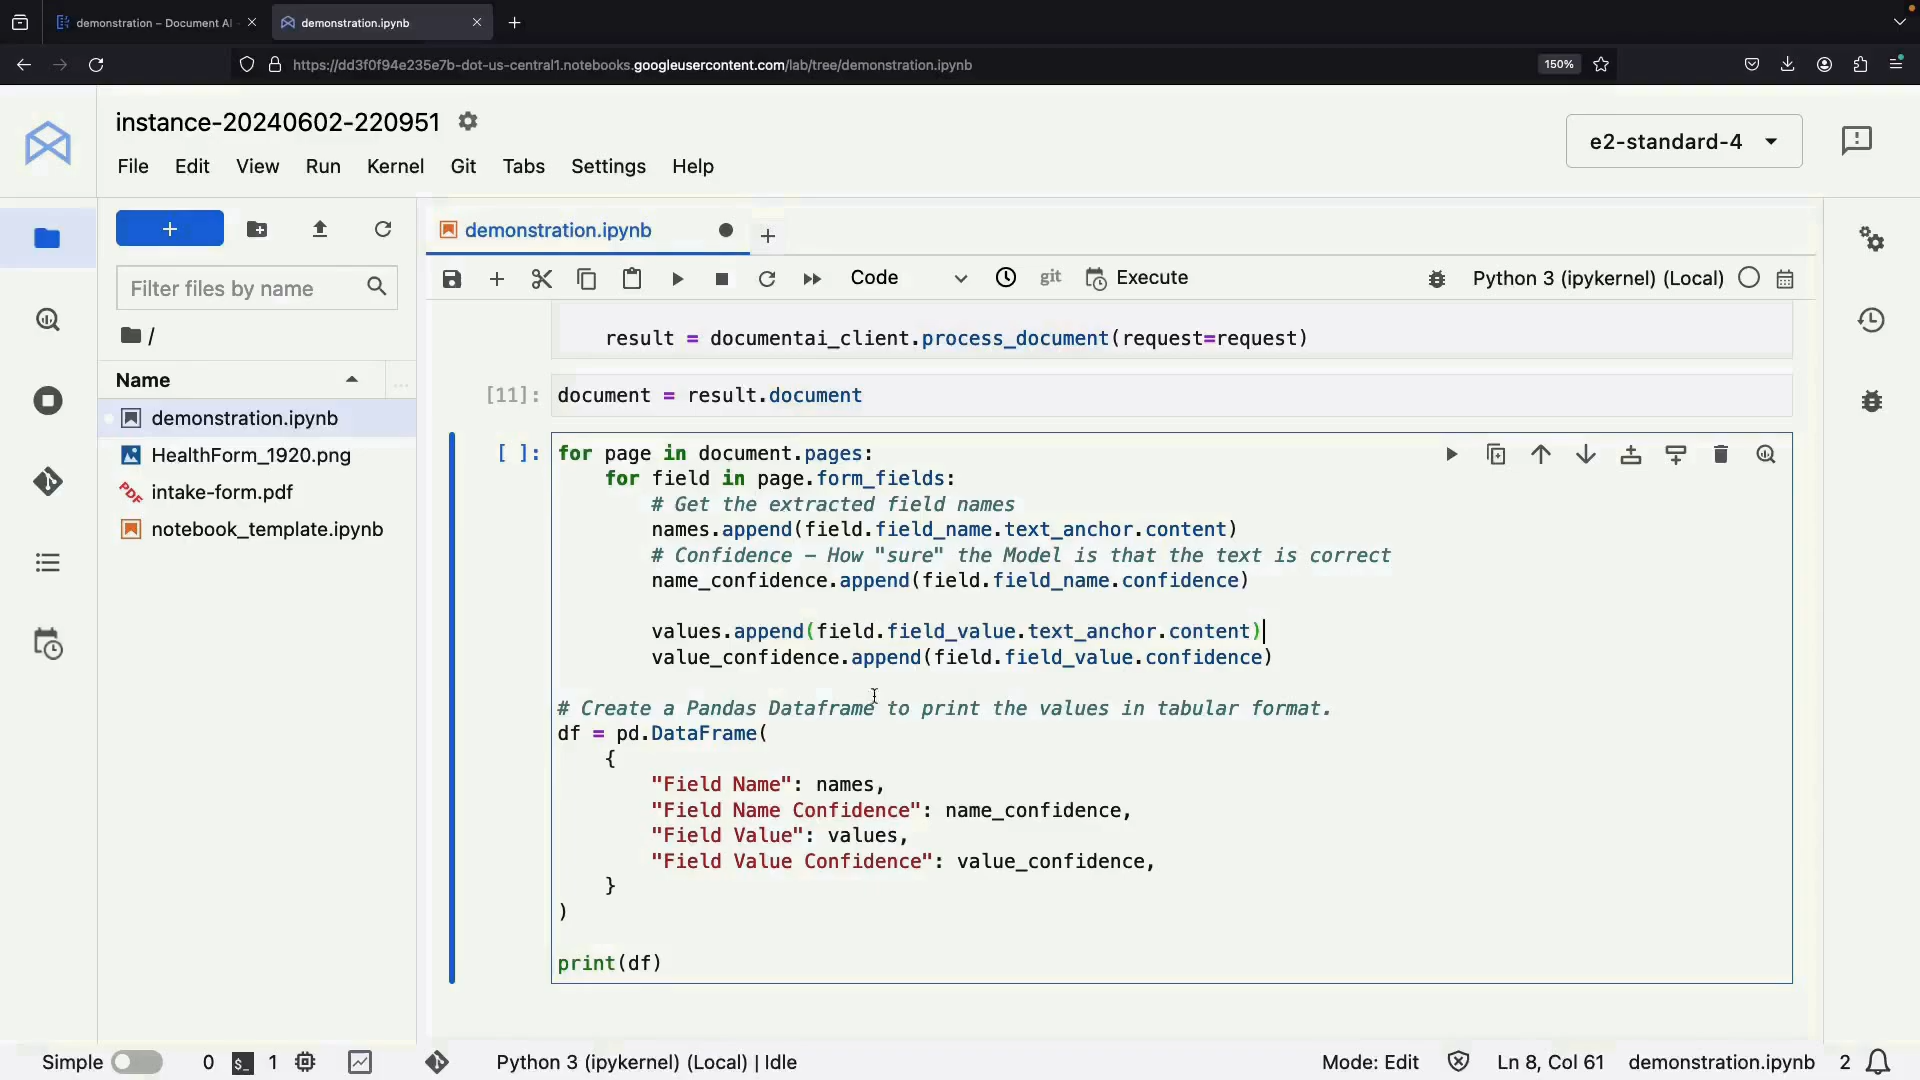 demonstration – Document AI
demonstration.ipynb
https://dd3f0f94e235e7b-dot-us-central1.notebooks.googleusercontent.com/lab/tree/demonstration.ipynb
150%
instance-20240602-220951
e2-standard-4
File Edit View Run Kernel Git Tabs Settings Help
demonstration.ipynb
Code
git
Execute
Python 3 (ipykernel) (Local)
Filter files by name
/
Name
demonstration.ipynb
HealthForm_1920.png
PDF
intake-form.pdf
notebook_template.ipynb
result = documentai_client.process_document(request=request)
[11]: document = result.document
[ ]: for page in document.pages:
for field in page.form_fields:
# Get the extracted field names
names.append(field.field_name.text_anchor.content)
# Confidence – How "sure" the Model is that the text is correct
name_confidence.append(field.field_name.confidence)
values.append(field.field_value.text_anchor.content)
value_confidence.append(field.field_value.confidence)
# Create a Pandas Dataframe to print the values in tabular format.
df = pd.DataFrame(
{
"Field Name": names,
"Field Name Confidence": name_confidence,
"Field Value": values,
"Field Value Confidence": value_confidence,
}
)
print(df)
Simple 0 $_ 1 Python 3 (ipykernel) (Local) | Idle Mode: Edit Ln 8, Col 61 demonstration.ipynb 2